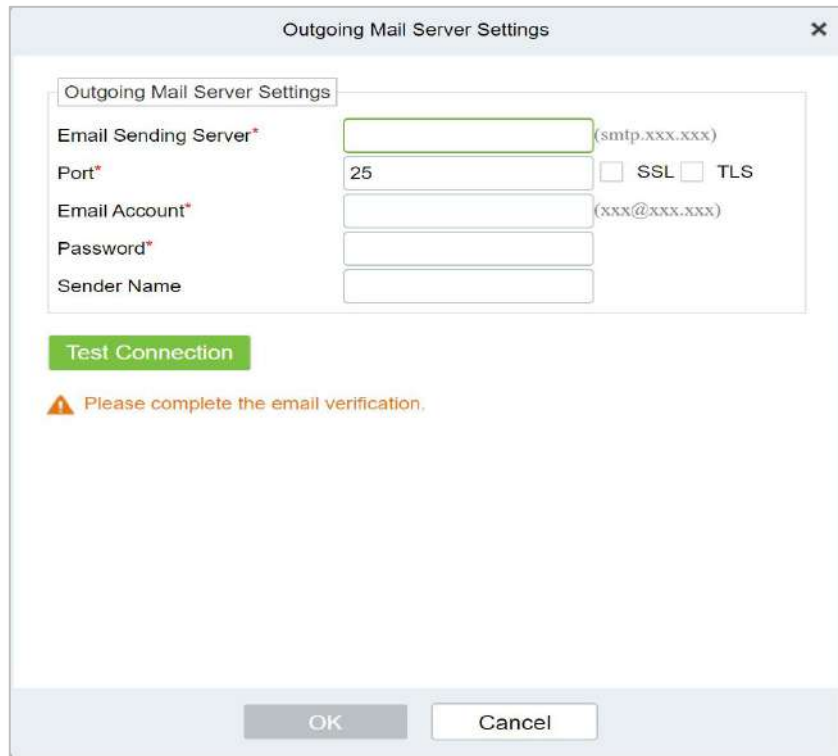 Outgoing Mail Server Settings
Outgoing Mail Server Settings
Email Sending Server* (smtp.xxx.xxx)
Port* 25 SSL TLS
Email Account* (xxx@xxx.xxx)
Password*
Sender Name
Test Connection
Please complete the email verification.
OK Cancel